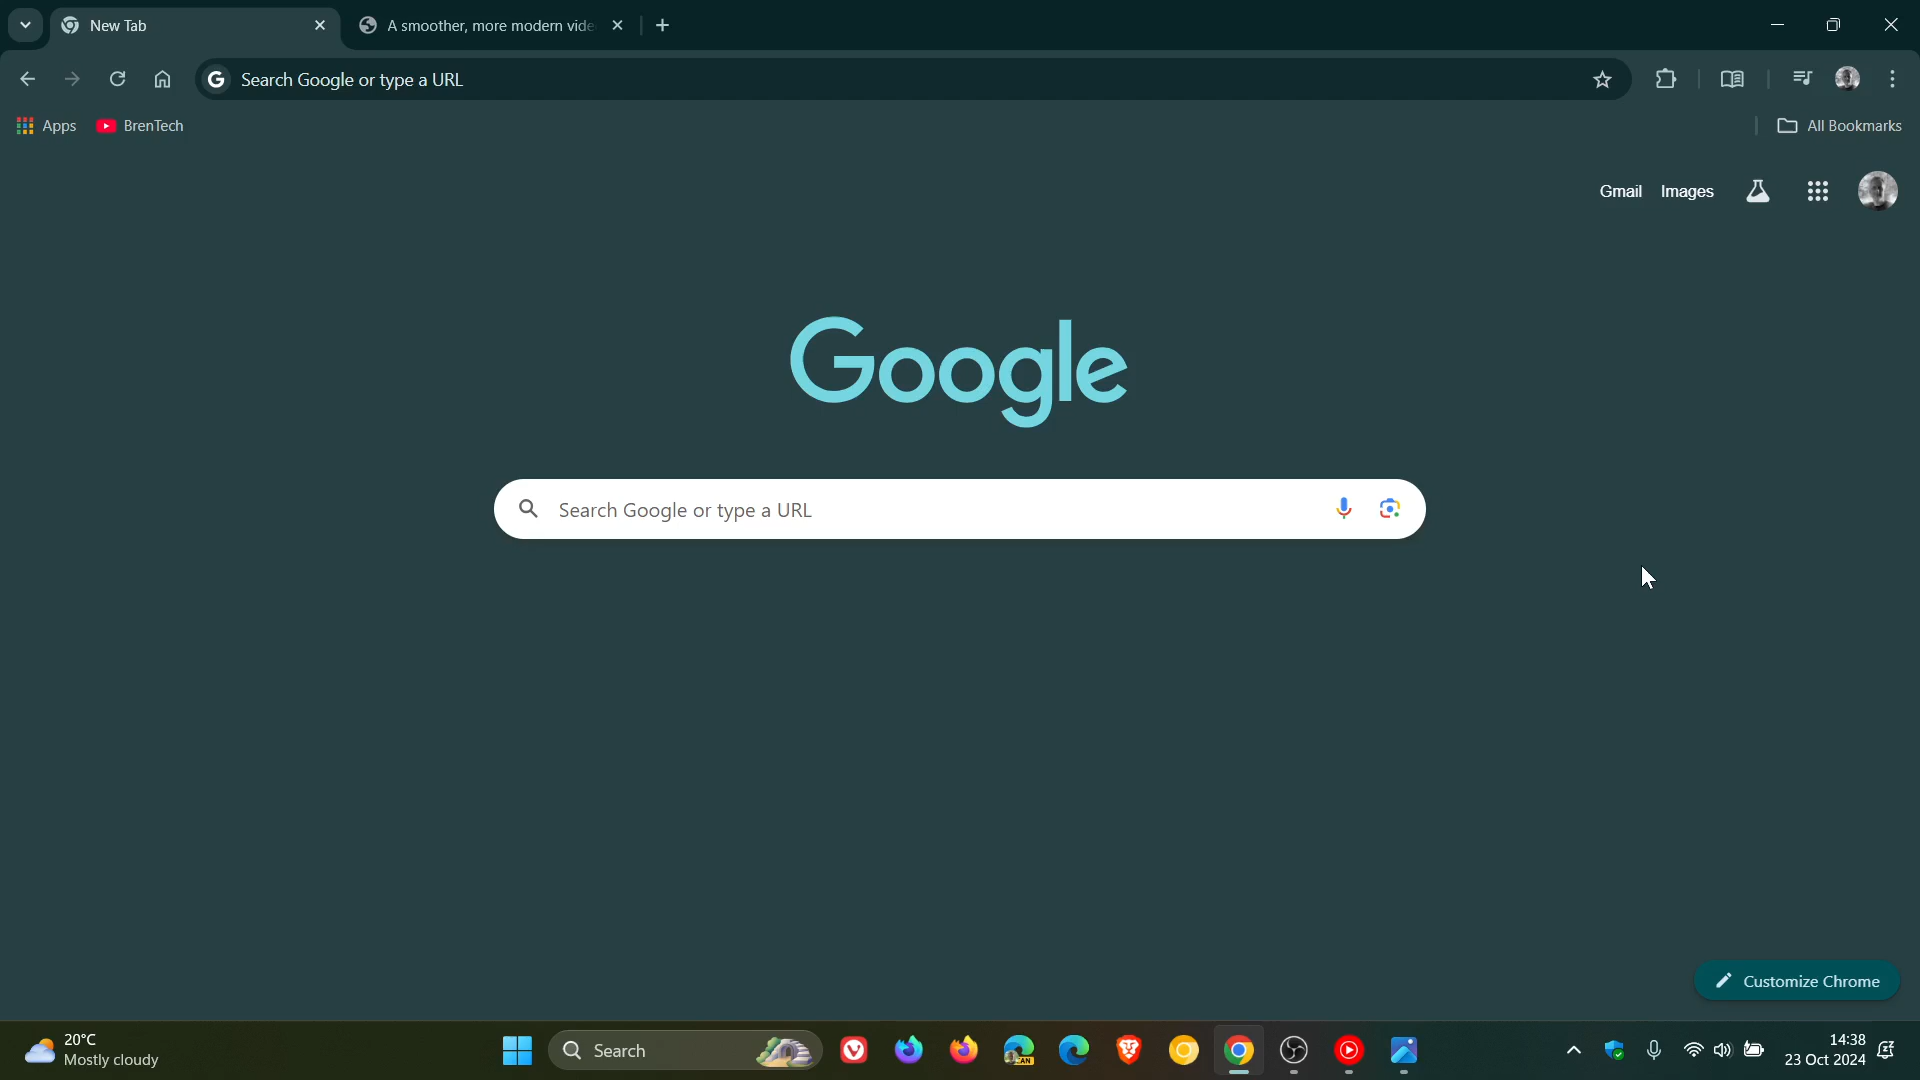 New Tab
A smoother, more modern vide
Search Google or type a URL
Apps
BrenTech
All Bookmarks
Gmail
Images
Google
Search Google or type a URL
Customize Chrome
20°C
Mostly cloudy
Search
CAN
14:38
23 Oct 2024